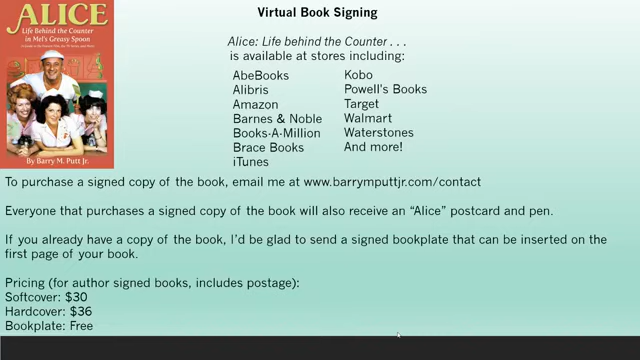 ALICE
Life Behind the Counter
in Mel's Greasy Spoon
By Barry M. Putt Jr.
Virtual Book Signing
Alice: Life behind the Counter . . .
is available at stores including:
AbeBooks
Alibris
Amazon
Barnes & Noble
Books-A-Million
Brace Books
iTunes
Kobo
Powell's Books
Target
Walmart
Waterstones
And more!
To purchase a signed copy of the book, email me at www.barrymputtjr.com/contact
Everyone that purchases a signed copy of the book will also receive an “Alice” postcard and pen.
If you already have a copy of the book, I’d be glad to send a signed bookplate that can be inserted on the
first page of your book.
Pricing (for author signed books, includes postage):
Softcover: $30
Hardcover: $36
Bookplate: Free